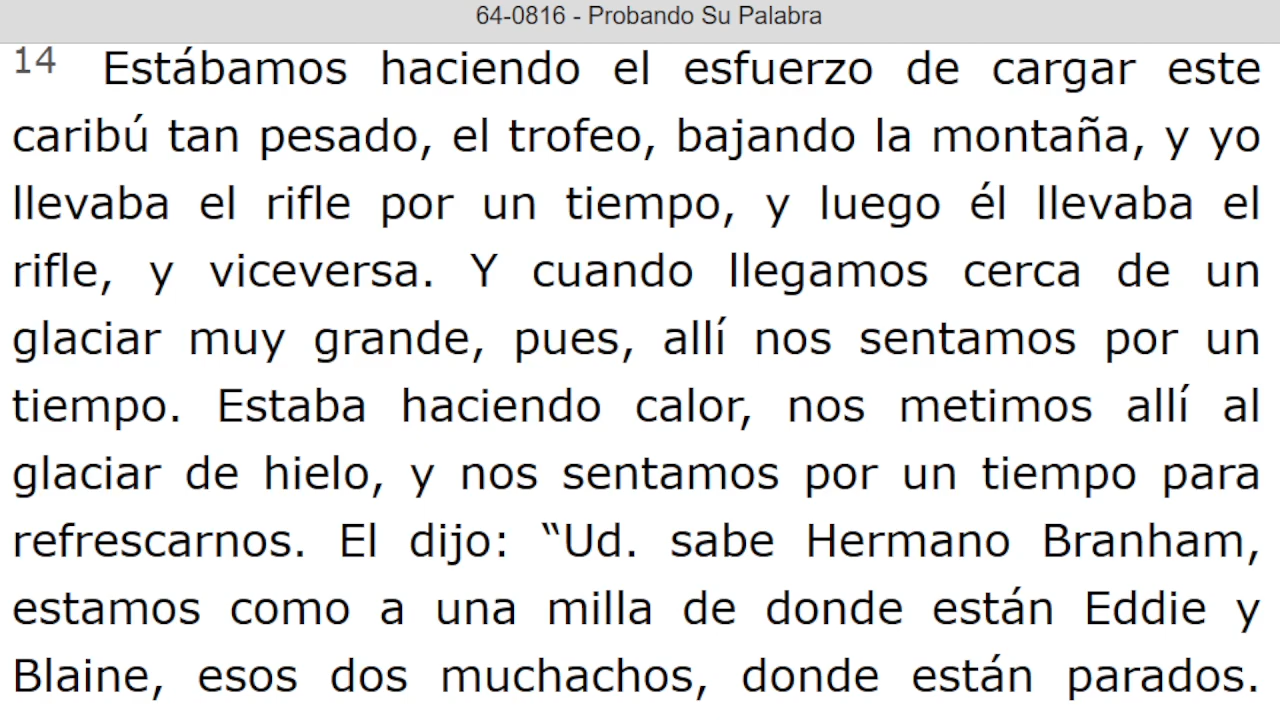 64-0816 - Probando Su Palabra
14 Estábamos haciendo el esfuerzo de cargar este
caribú tan pesado, el trofeo, bajando la montaña, y yo
llevaba el rifle por un tiempo, y luego él llevaba el
rifle, y viceversa. Y cuando llegamos cerca de un
glaciar muy grande, pues, allí nos sentamos por un
tiempo. Estaba haciendo calor, nos metimos allí al
glaciar de hielo, y nos sentamos por un tiempo para
refrescarnos. El dijo: “Ud. sabe Hermano Branham,
estamos como a una milla de donde están Eddie y
Blaine, esos dos muchachos, donde están parados.